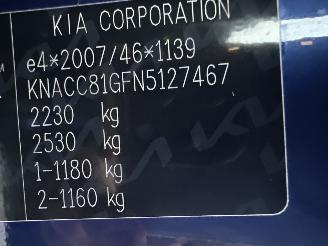 KIA CORPORATION
e4*2007/46*1139
KNACC81GFN5127467
2230 kg
2530 kg
1-1180 kg
2-1160 kg